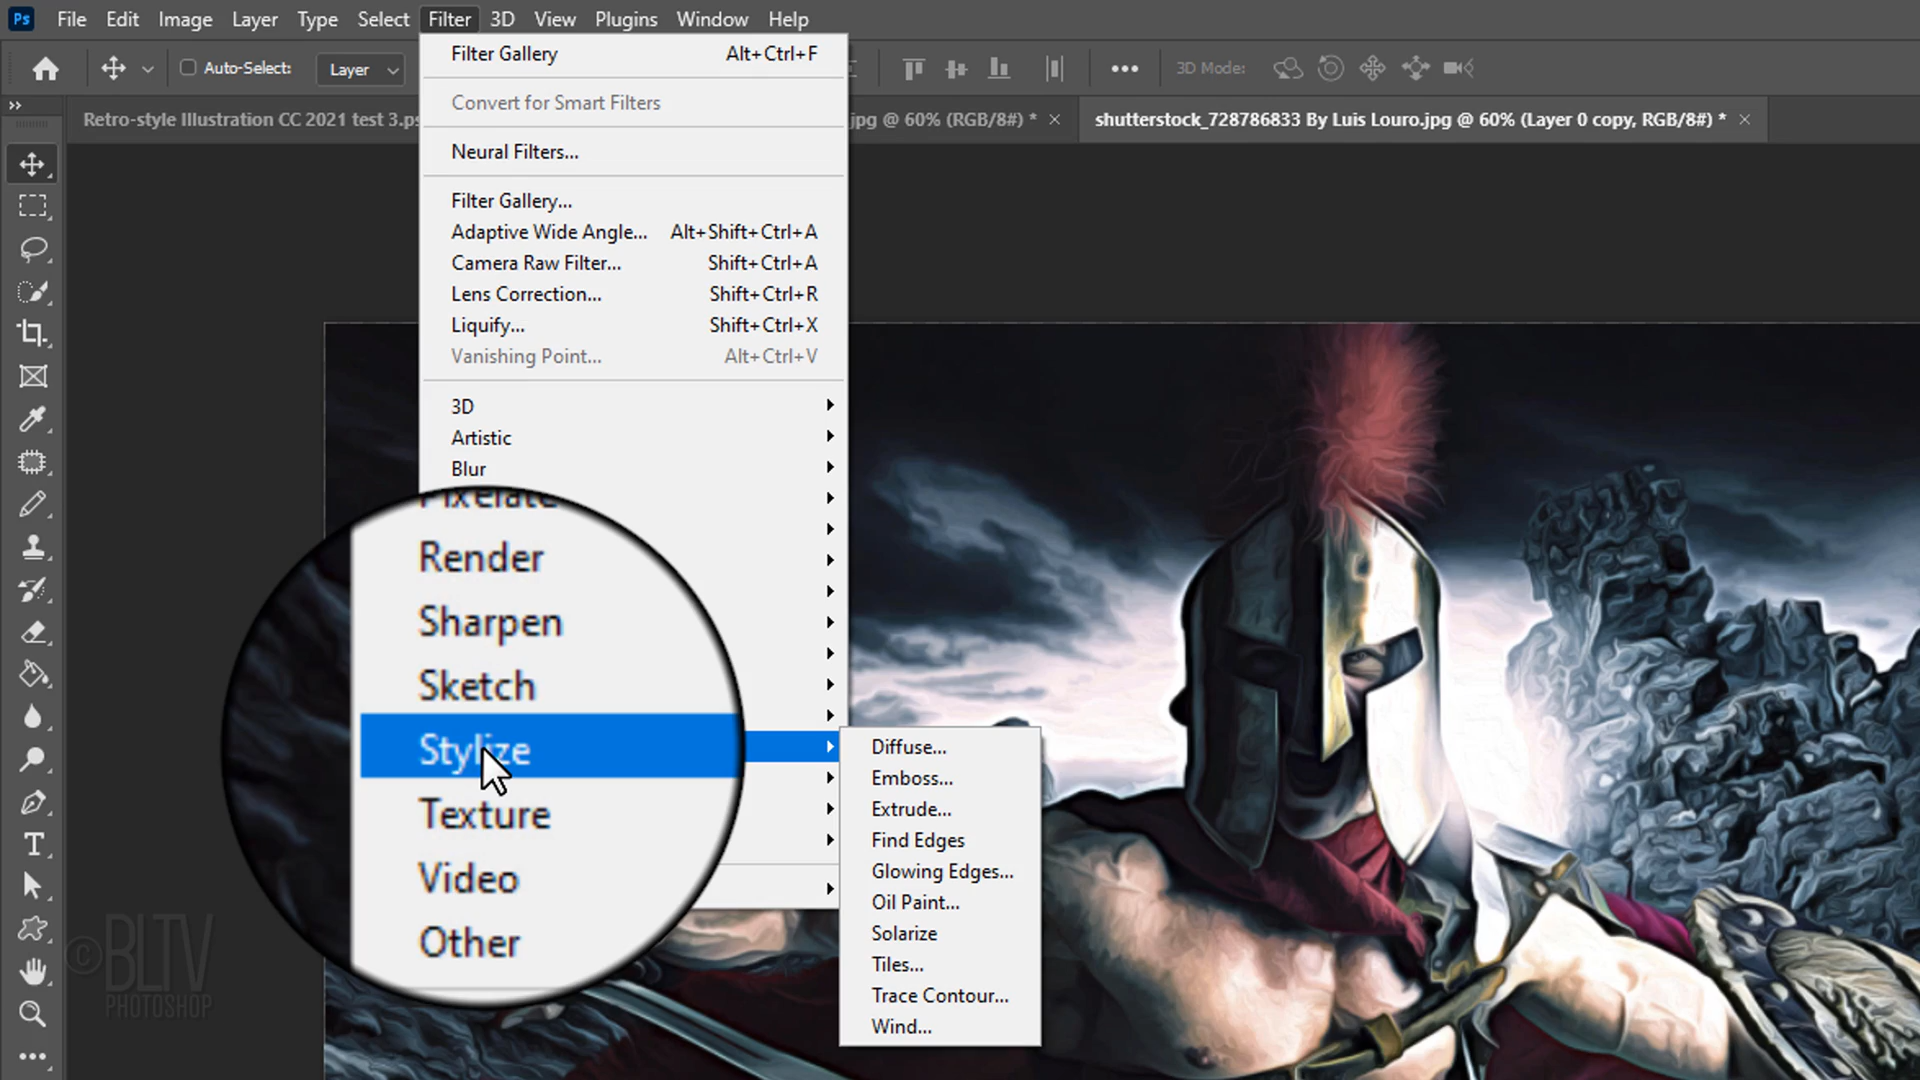 Ps File Edit Image Layer Type Select Filter 3D View Plugins Window Help
Auto-Select: Layer
3D Mode:
Retro-style Illustration CC 2021 test 3.ps
jpg @ 60% (RGB/8#) *
shutterstock_728786833 By Luis Louro.jpg @ 60% (Layer 0 copy, RGB/8#) *
Filter Gallery Alt+Ctrl+F
Convert for Smart Filters
Neural Filters...
Filter Gallery...
Adaptive Wide Angle... Alt+Shift+Ctrl+A
Camera Raw Filter... Shift+Ctrl+A
Lens Correction... Shift+Ctrl+R
Liquify... Shift+Ctrl+X
Vanishing Point... Alt+Ctrl+V
3D
Artistic
Blur
Pixelate
Render
Sharpen
Sketch
Stylize
Texture
Video
Other
Diffuse...
Emboss...
Extrude...
Find Edges
Glowing Edges...
Oil Paint...
Solarize
Tiles...
Trace Contour...
Wind...
©BLTV
PHOTOSHOP